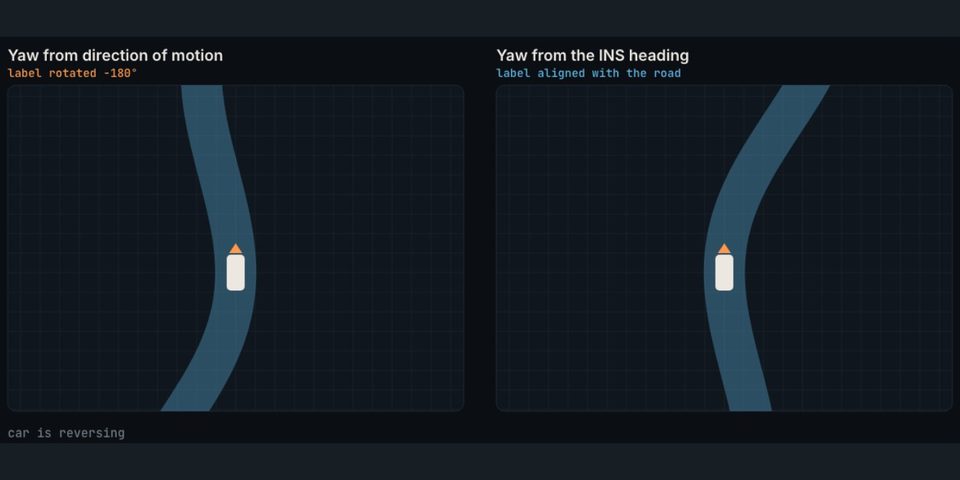 Yaw from direction of motion
label rotated -180°
Yaw from the INS heading
label aligned with the road
car is reversing